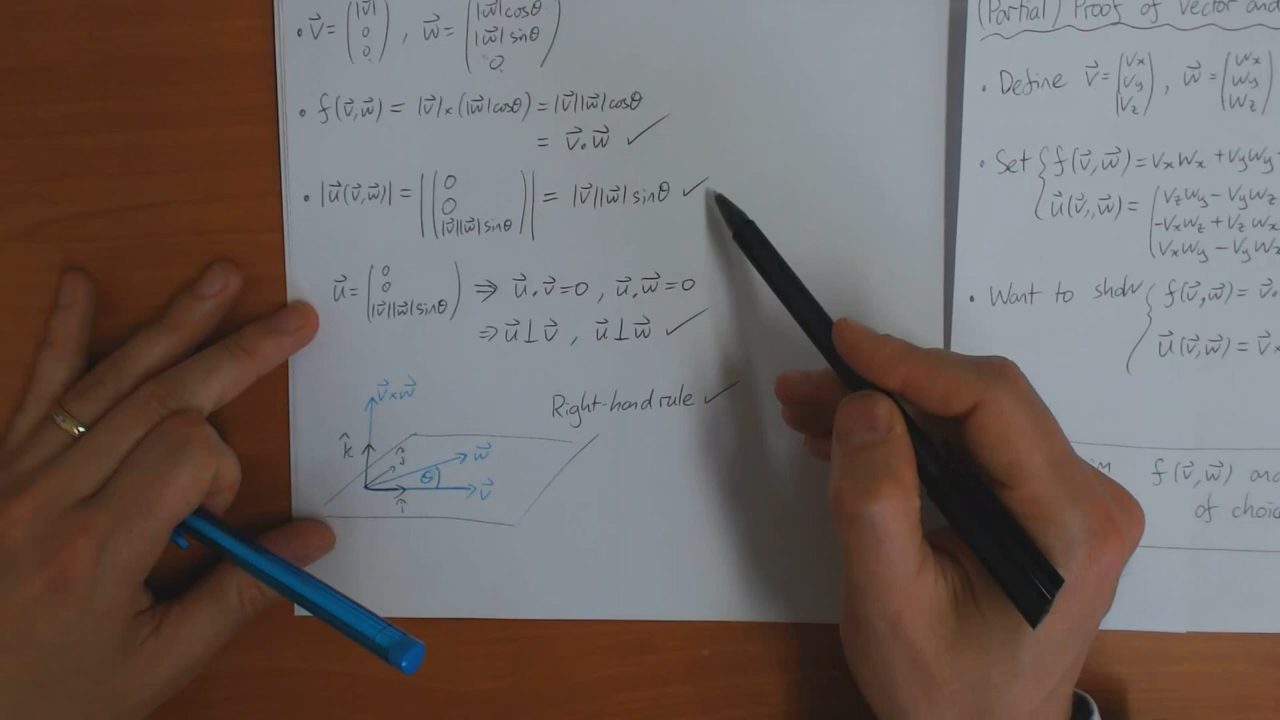 • v⃗ = (|v⃗| 0 0), w⃗ = (|w⃗|cosθ |w⃗|sinθ 0)
• f(v⃗,w⃗) = |v⃗|×(|w⃗|cosθ) = |v⃗||w⃗|cosθ
= v⃗•w⃗ ✓
• |u⃗(v⃗,w⃗)| = |(0 0 |v⃗||w⃗|sinθ)| = |v⃗||w⃗|sinθ ✓
u⃗ = (0 0 |v⃗||w⃗|sinθ) ⇒ u⃗.v⃗=0, u⃗.w⃗=0
⇒ u⃗⊥v⃗, u⃗⊥w⃗ ✓
Right-hand rule ✓
v⃗×w⃗
k̂
ĵ
w⃗
θ
î
v⃗
(Partial) Proof of Vector and
• Define v⃗ = (vx vy vz), w⃗ = (wx wy wz)
• Set { f(v⃗,w⃗) = vxwx + vywy
u⃗(v⃗,w⃗) = (vzwy - vywz
-vxwz + vzwx
vxwy - vywx
• Want to show { f(v⃗,w⃗) = v⃗.
u⃗(v⃗,w⃗) = v⃗×
f(v⃗,w⃗) and
of choic